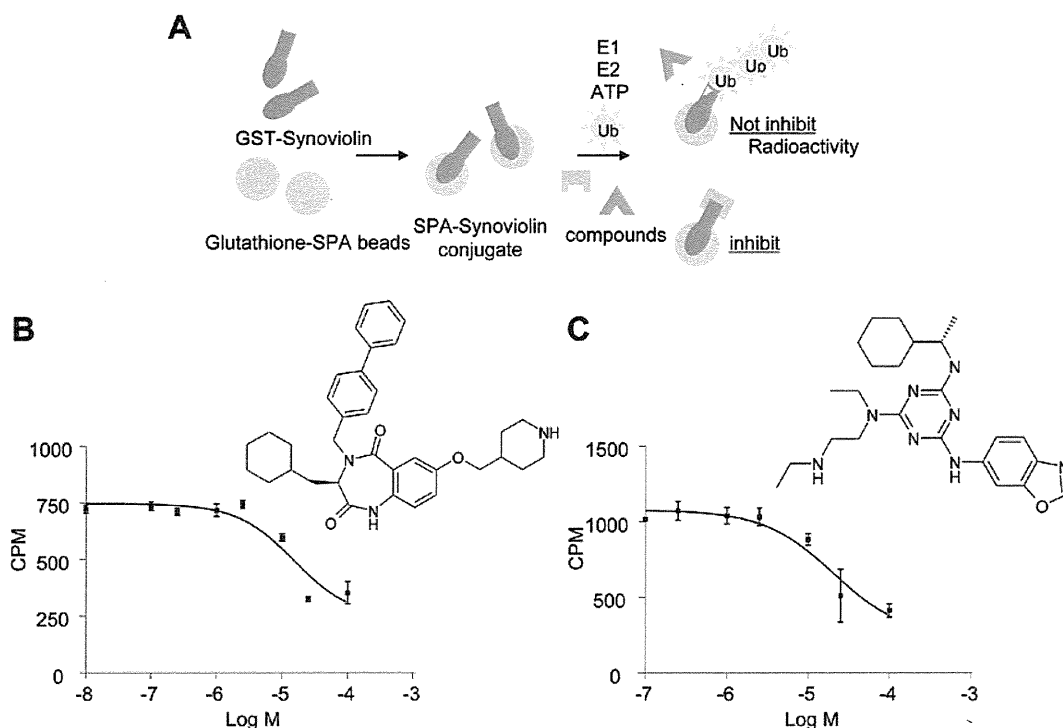 A
GST-Synoviolin
Glutathione-SPA beads
SPA-Synoviolin
conjugate
E1
E2
ATP
Ub
compounds
Ub
Ub
Ub
Not inhibit
Radioactivity
inhibit
B
CPM
1000
750
500
250
0
-8
-7
-6
-5
-4
-3
Log M
O
N
O
N
H
O
NH
C
CPM
1500
1000
500
0
-7
-6
-5
-4
-3
Log M
N
N
N
N
N
N
H
N
H
N
O